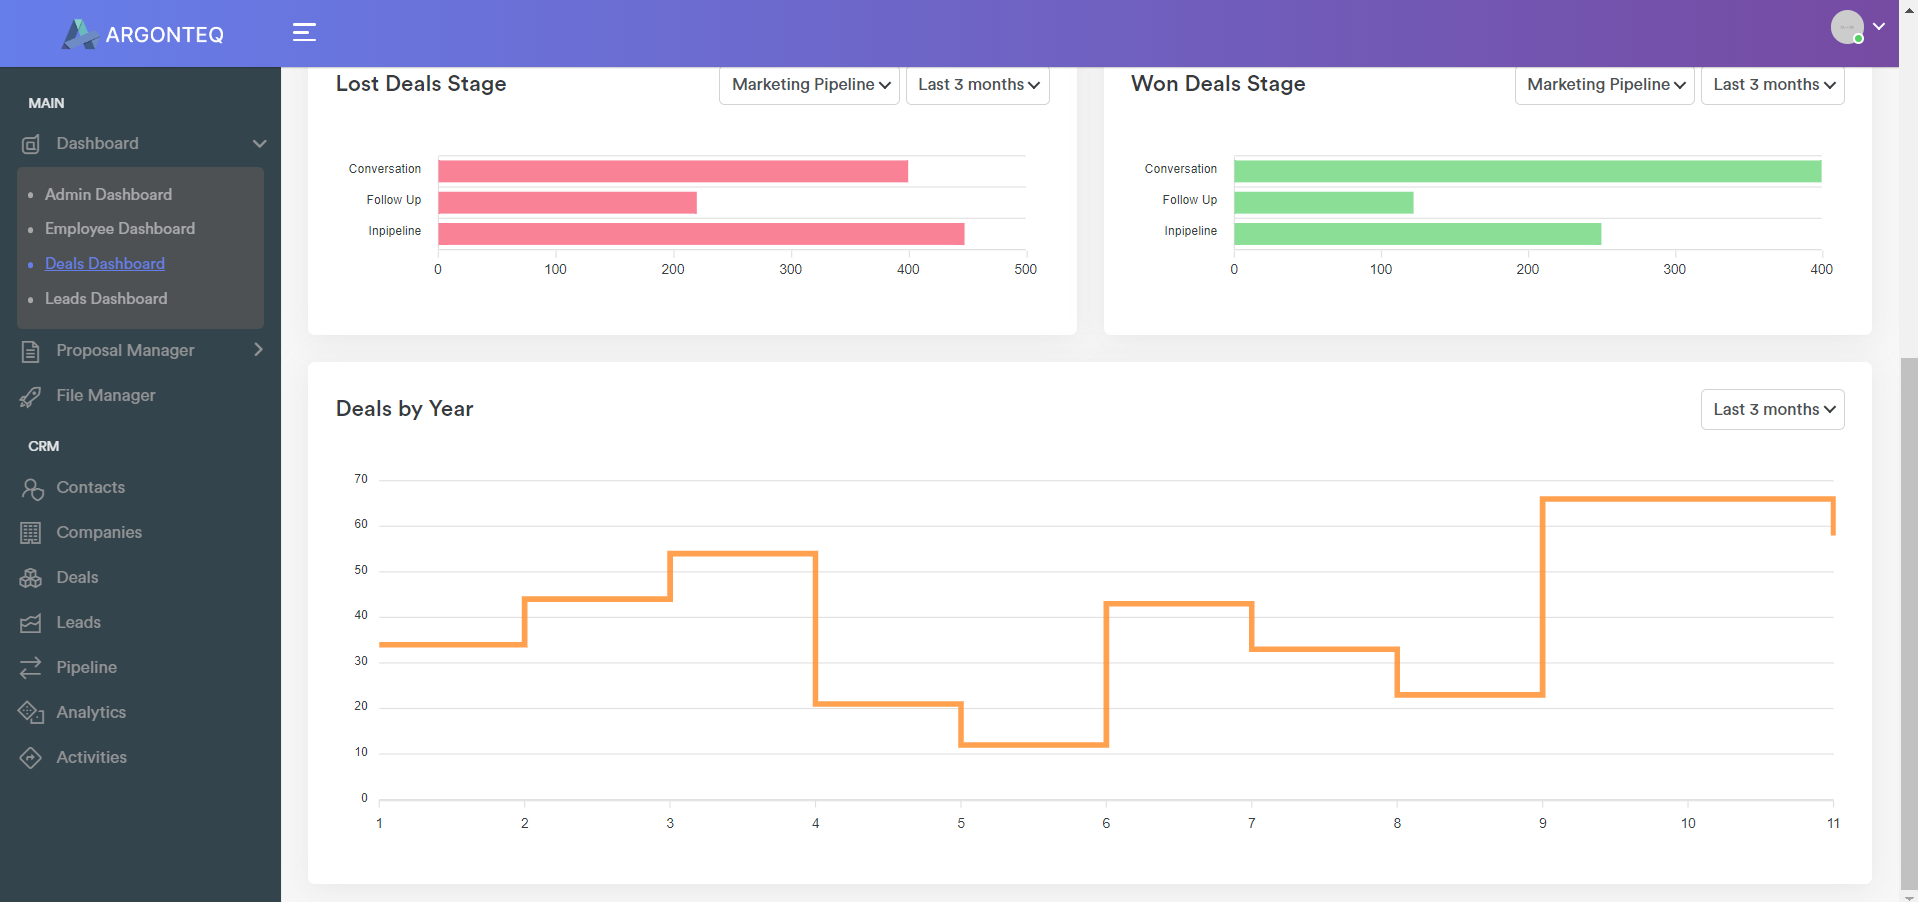 ARGONTEQ
MAIN
Dashboard
Admin Dashboard
Employee Dashboard
Deals Dashboard
Leads Dashboard
Proposal Manager
File Manager
CRM
Contacts
Companies
Deals
Leads
Pipeline
Analytics
Activities
Lost Deals Stage
Marketing Pipeline
Last 3 months
Conversation
Follow Up
Inpipeline
0 100 200 300 400 500
Won Deals Stage
Marketing Pipeline
Last 3 months
Conversation
Follow Up
Inpipeline
0 100 200 300 400
Deals by Year
Last 3 months
70
60
50
40
30
20
10
0
1 2 3 4 5 6 7 8 9 10 11